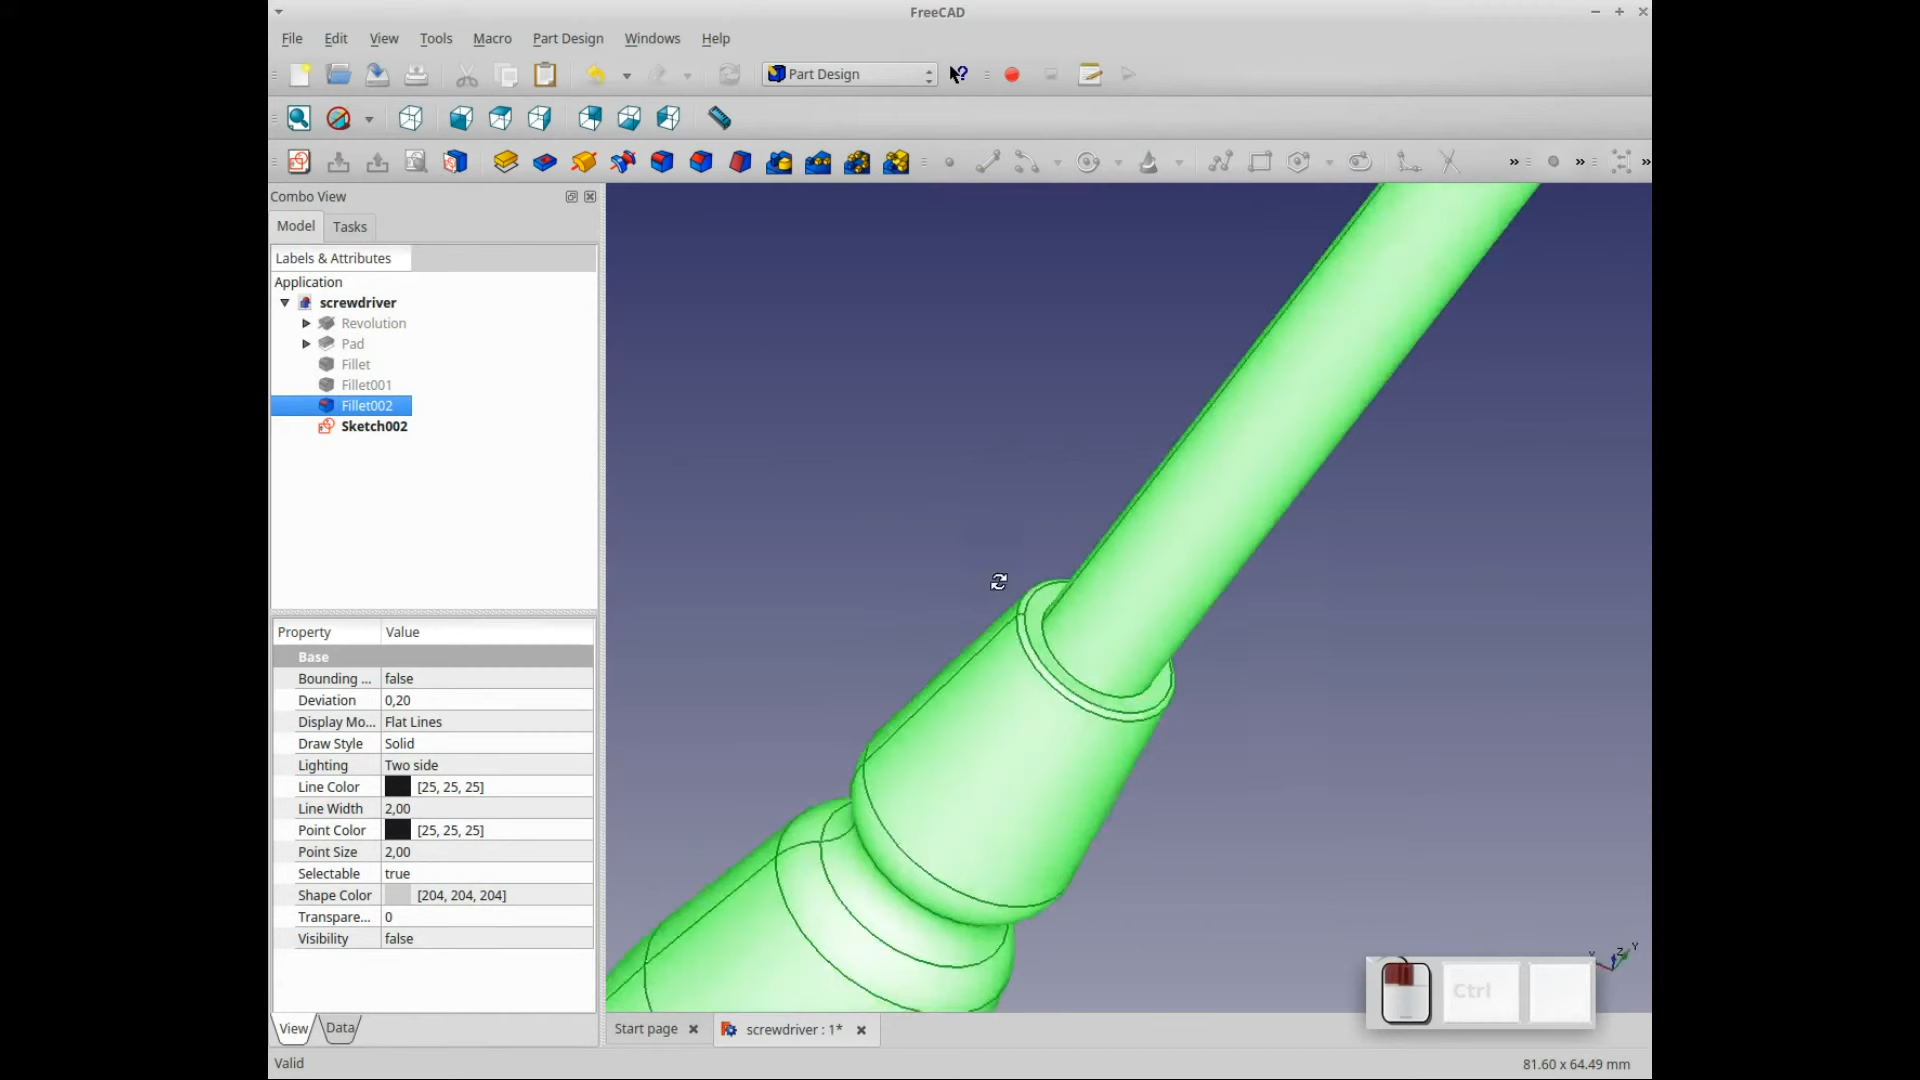 FreeCAD
File Edit View Tools Macro Part Design Windows Help
Part Design
Combo View
Model Tasks
Labels & Attributes
Application
screwdriver
Revolution
Pad
Fillet
Fillet001
Fillet002
Sketch002
Property Value
Base
Bounding ... false
Deviation 0,20
Display Mo... Flat Lines
Draw Style Solid
Lighting Two side
Line Color [25, 25, 25]
Line Width 2,00
Point Color [25, 25, 25]
Point Size 2,00
Selectable true
Shape Color [204, 204, 204]
Transpare... 0
Visibility false
Z Y
Ctrl
View Data
Start page screwdriver : 1*
Valid 81.60 x 64.49 mm